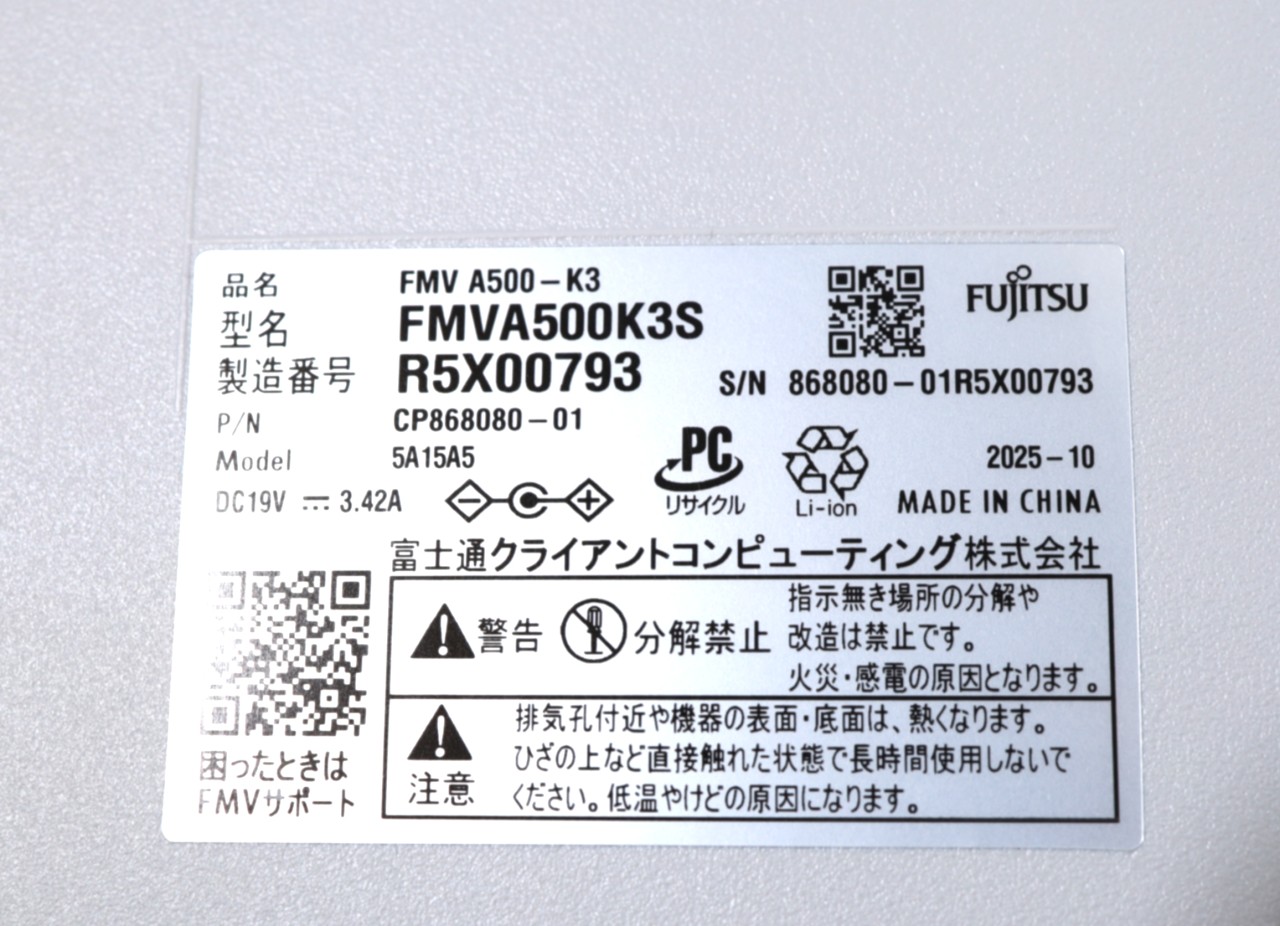 品名 FMV A500-K3
型名 FMVA500K3S
FUJITSU
製造番号 R5X00793 S/N 868080-01R5X00793
P/N CP868080-01
Model 5A15A5
PC
リサイクル
Li-ion
2025-10
DC19V ⎓ 3.42A
MADE IN CHINA
富士通クライアントコンピューティング株式会社
警告 分解禁止
指示無き場所の分解や
改造は禁止です。
火災・感電の原因となります。
注意
排気孔付近や機器の表面・底面は、熱くなります。
ひざの上など直接触れた状態で長時間使用しないで
ください。低温やけどの原因になります。
困ったときは
FMVサポート